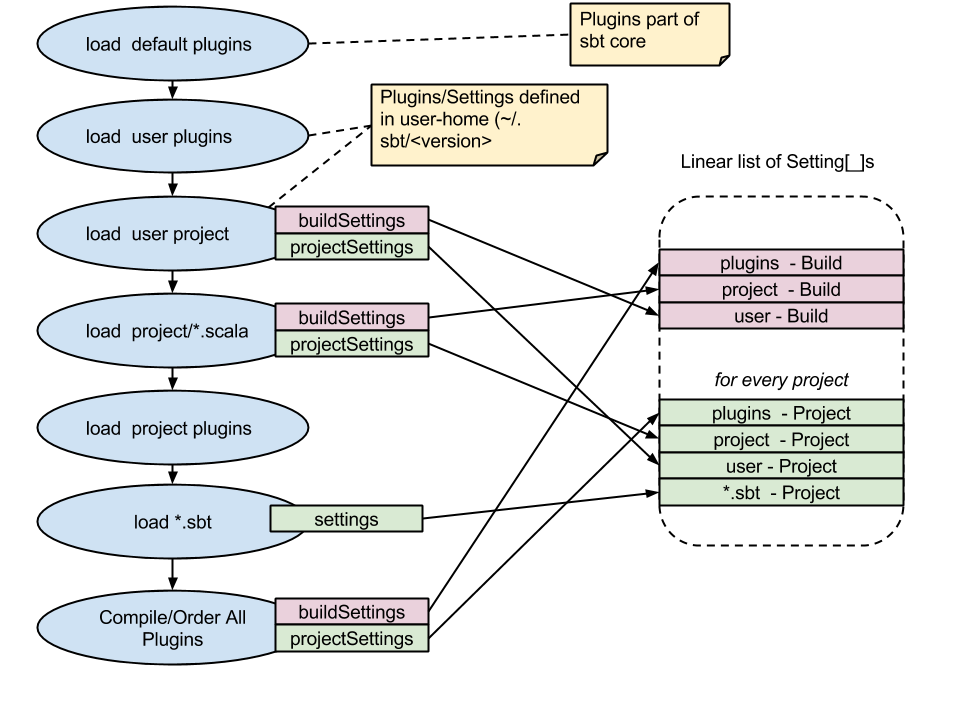 load default plugins
Plugins part of
sbt core
load user plugins
Plugins/Settings defined
in user-home (~/.
sbt/<version>
Linear list of Setting[_]s
load user project
buildSettings
projectSettings
plugins - Build
project - Build
user - Build
load project/*.scala
buildSettings
projectSettings
for every project
plugins - Project
project - Project
user - Project
*.sbt - Project
load project plugins
load *.sbt
settings
Compile/Order All
Plugins
buildSettings
projectSettings